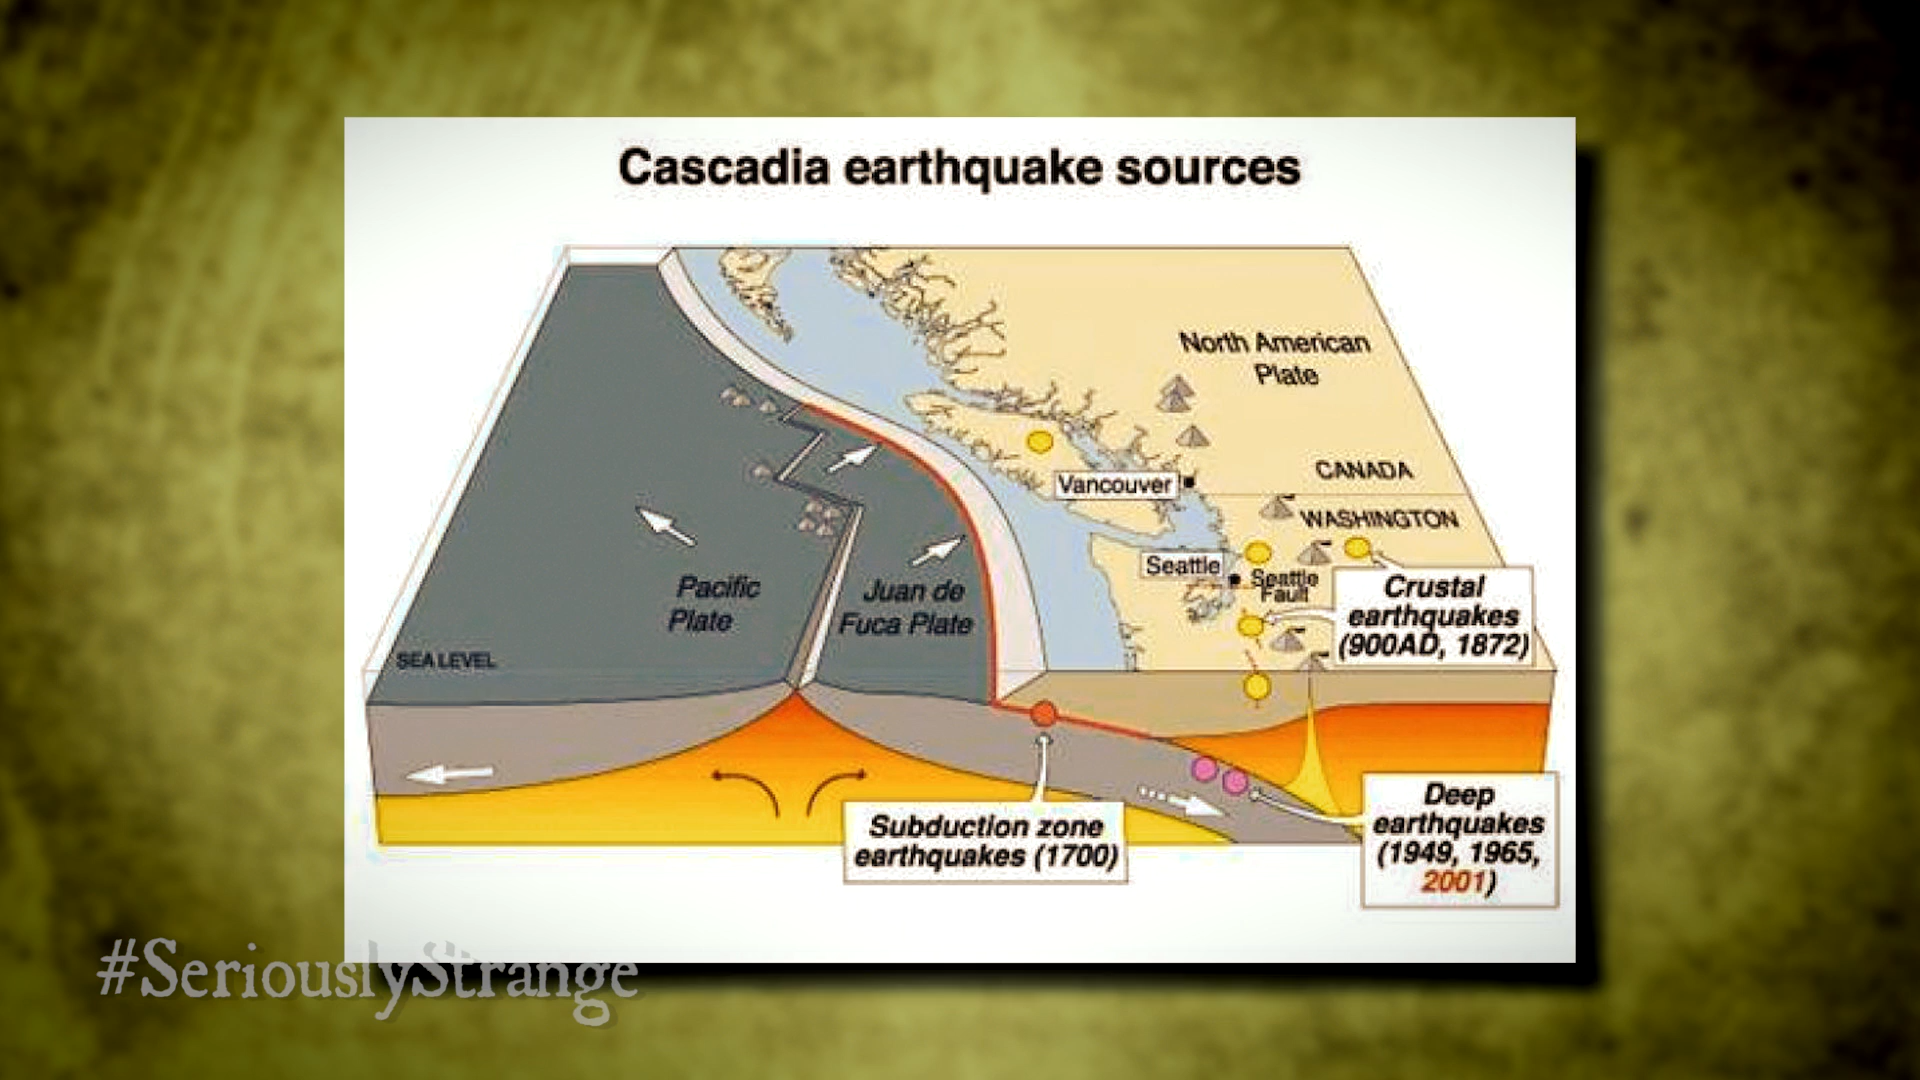 Cascadia earthquake sources
North American
Plate
CANADA
Vancouver
WASHINGTON
Seattle
Seattle
Fault
Crustal
earthquakes
(900AD, 1872)
Pacific
Plate
Juan de
Fuca Plate
SEA LEVEL
Subduction zone
earthquakes (1700)
Deep
earthquakes
(1949, 1965,
2001)
#SeriouslyStrange